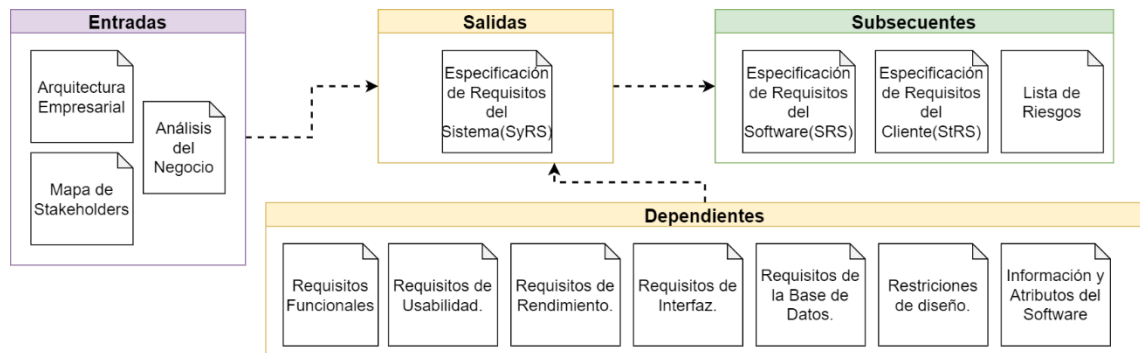 Entradas
Arquitectura
Empresarial
Análisis
del
Negocio
Mapa de
Stakeholders
Salidas
Especificación
de Requisitos
del
Sistema(SyRS)
Subsecuentes
Especificación
de Requisitos
del
Software(SRS)
Especificación
de Requisitos
del
Cliente(StRS)
Lista de
Riesgos
Dependientes
Requisitos
Funcionales
Requisitos de
Usabilidad.
Requisitos de
Rendimiento.
Requisitos de
Interfaz.
Requisitos de
la Base de
Datos.
Restriciones
de diseño.
Información y
Atributos del
Software